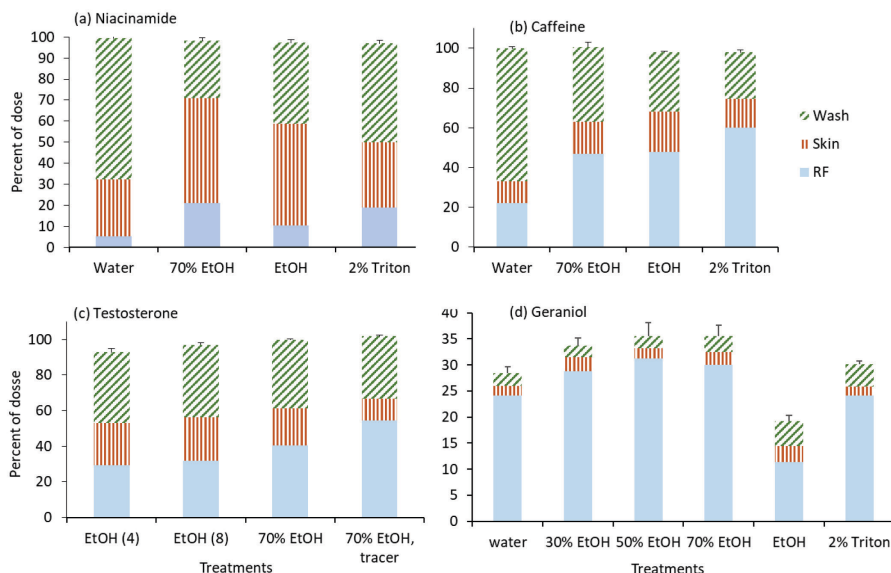 (a) Niacinamide
Percent of dose
100
90
80
70
60
50
40
30
20
10
0
Water 70% EtOH EtOH 2% Triton
(b) Caffeine
100
80
60
40
20
0
Water 70% EtOH EtOH 2% Triton
Wash
Skin
RF
(c) Testosterone
Percent of dosse
100
80
60
40
20
0
EtOH (4) EtOH (8) 70% EtOH 70% EtOH,
tracer
Treatments
(d) Geraniol
40
35
30
25
20
15
10
5
0
water 30% EtOH 50% EtOH 70% EtOH EtOH 2% Triton
Treatments